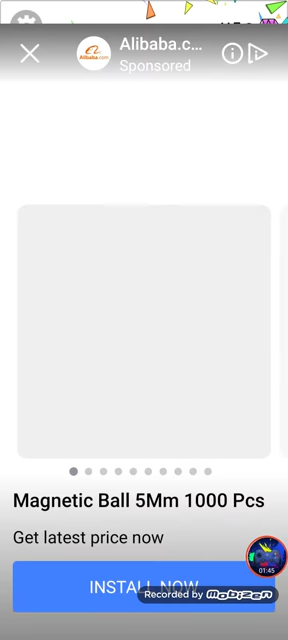 Alibaba.c...
Alibaba.com
Sponsored
Magnetic Ball 5Mm 1000 Pcs
Get latest price now
INSTALL NOW
01:45
Recorded by mobizen